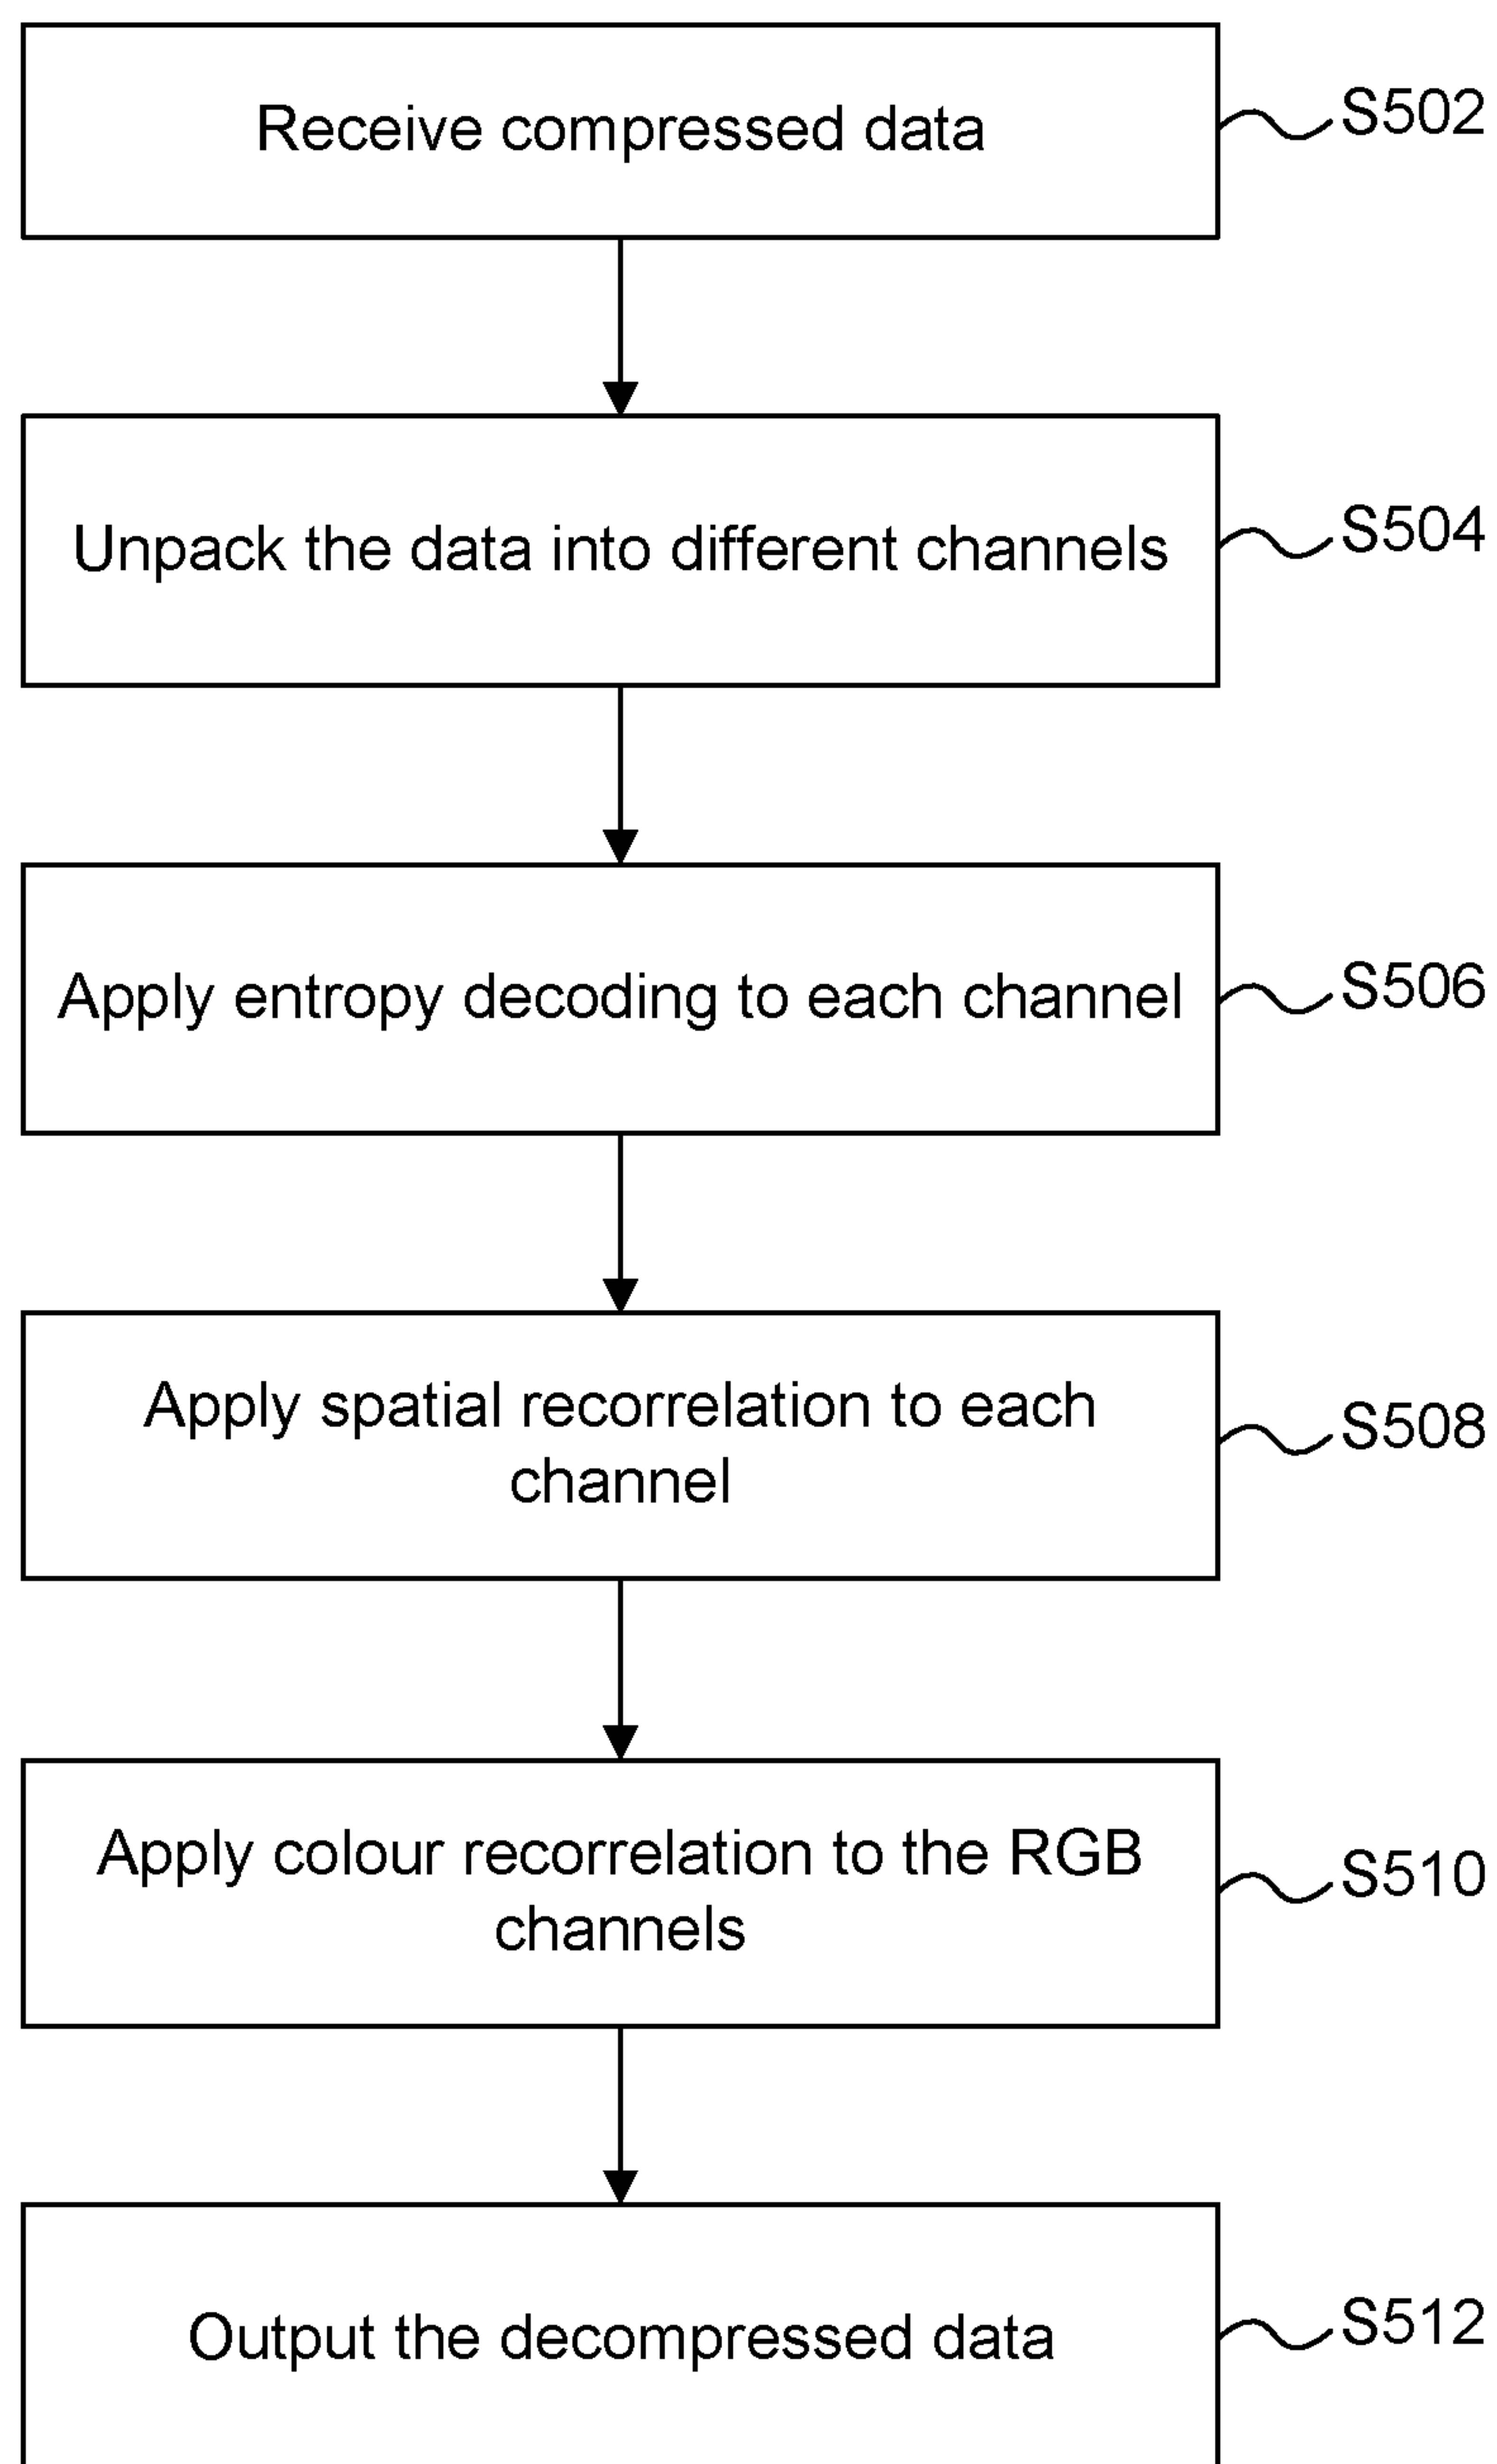 Receive compressed data
S502
Unpack the data into different channels
S504
Apply entropy decoding to each channel
S506
Apply spatial recorrelation to each
channel
S508
Apply colour recorrelation to the RGB
channels
S510
Output the decompressed data
S512